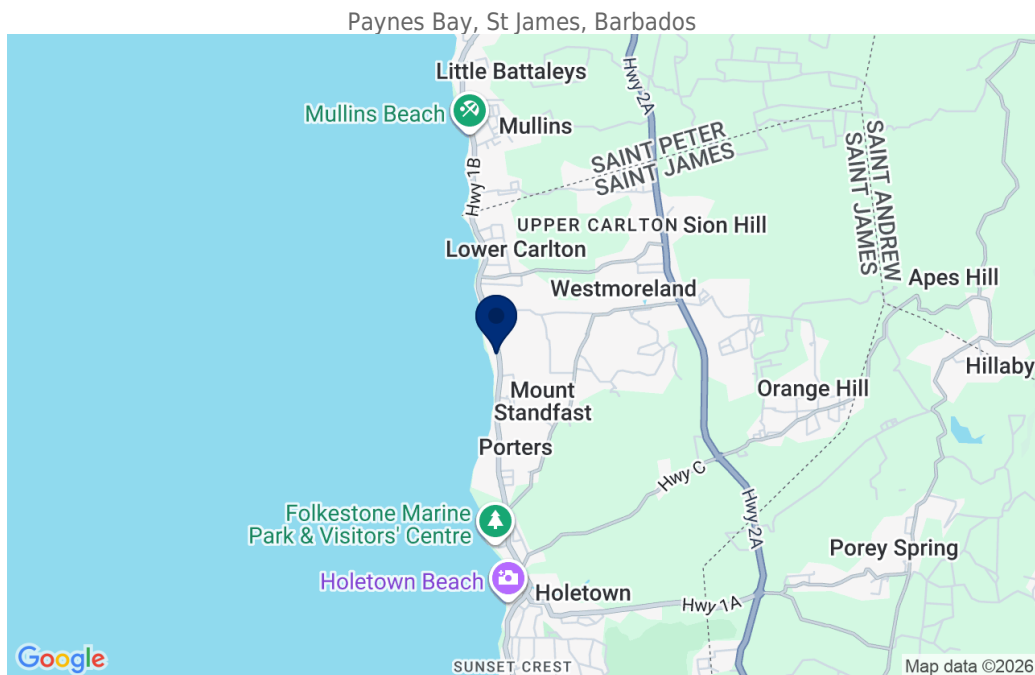 Paynes Bay, St James, Barbados
Little Battaleys
Mullins Beach
Mullins
Hwy 2A
SAINT PETER
SAINT JAMES
SAINT ANDREW
SAINT JAMES
Hwy 1B
UPPER CARLTON
Sion Hill
Lower Carlton
Apes Hill
Westmoreland
Hillaby
Mount
Standfast
Orange Hill
Porters
Hwy C
Hwy 2A
Folkestone Marine
Park & Visitors' Centre
Porey Spring
Holetown Beach
Holetown
Hwy 1A
SUNSET CREST
Google
Map data ©2026